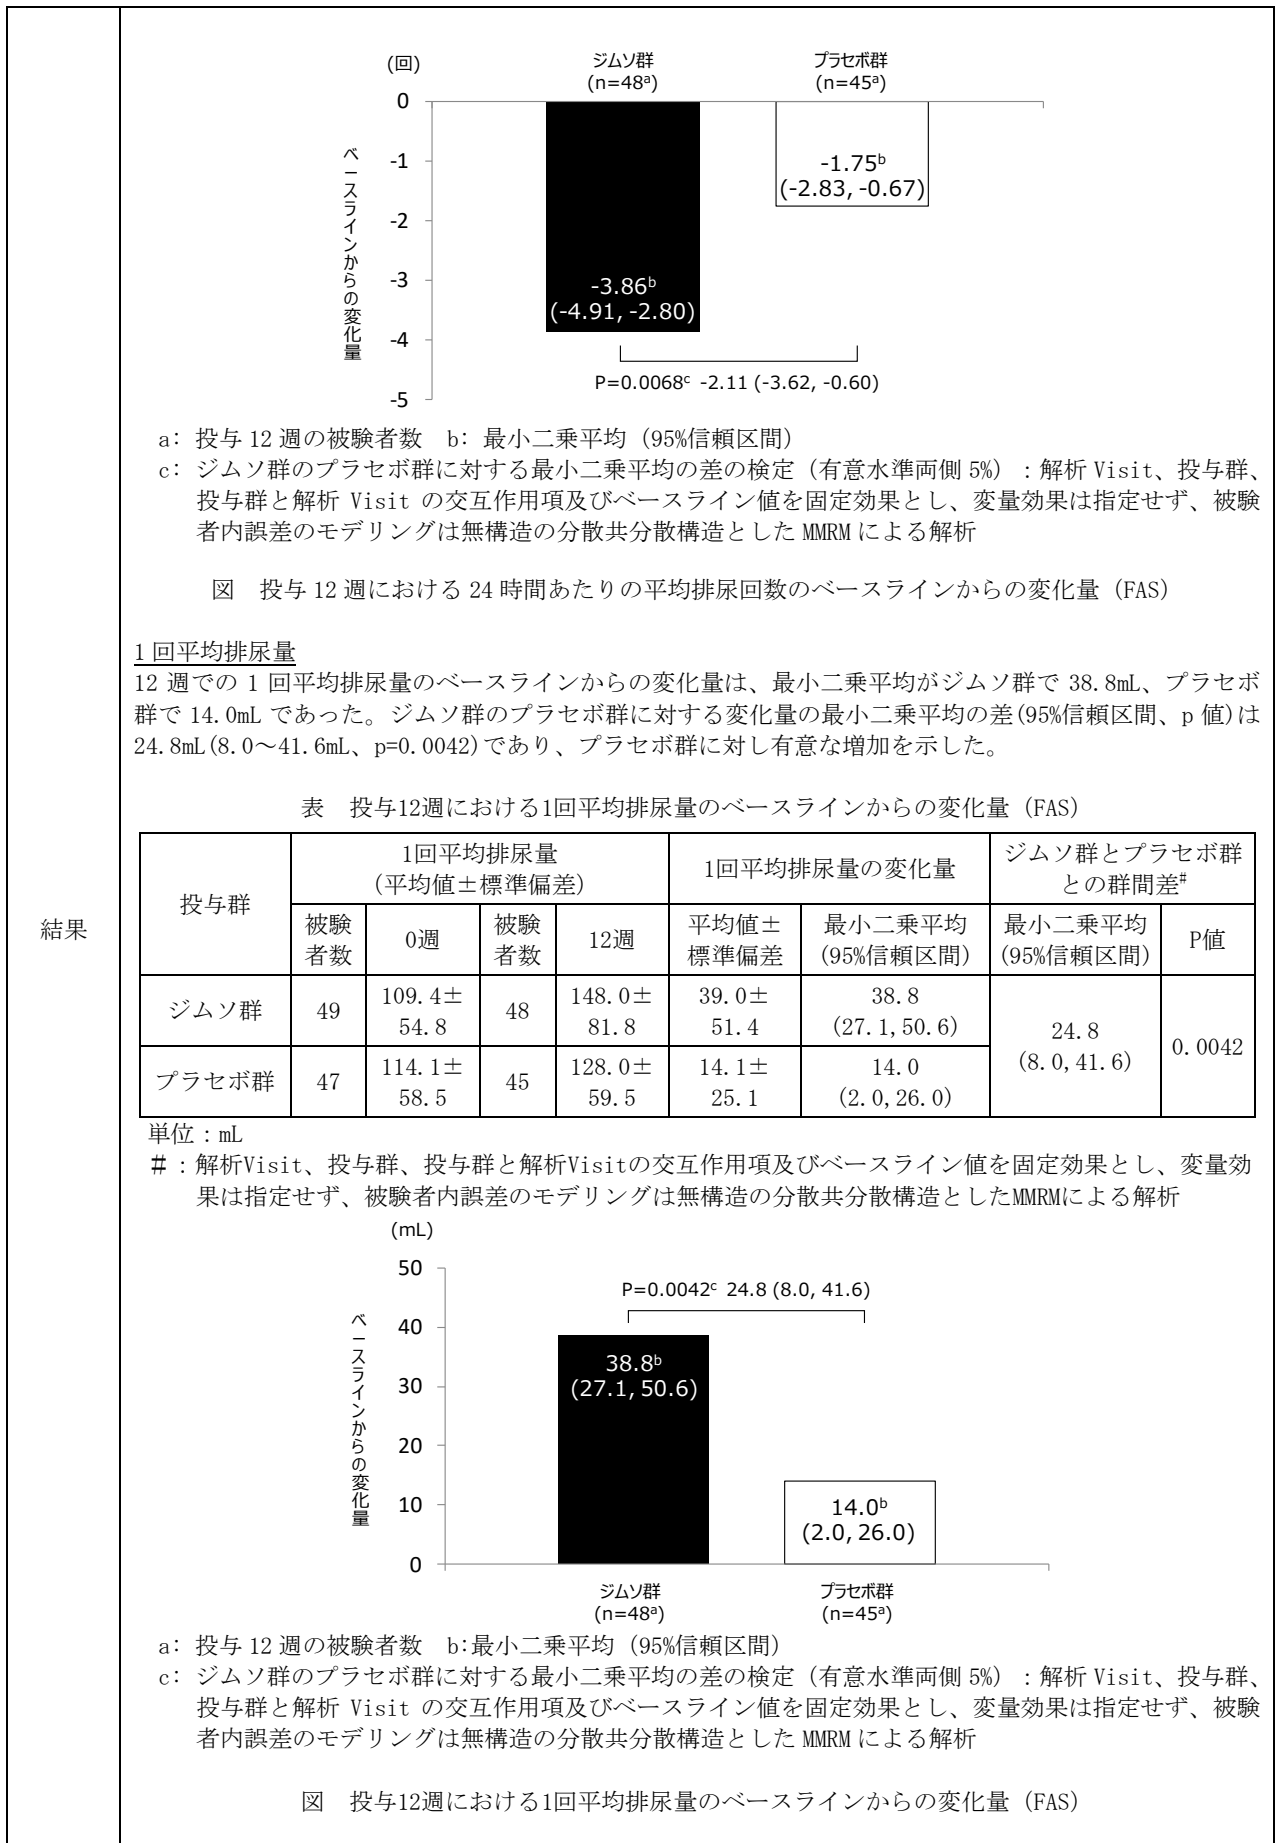 結果
(回)
ジムソ群
(n=48ᵃ)
プラセボ群
(n=45ᵃ)
0
-1
-2
-3
-4
-5
ベースラインからの変化量
-1.75ᵇ
(-2.83, -0.67)
-3.86ᵇ
(-4.91, -2.80)
P=0.0068ᶜ -2.11 (-3.62, -0.60)
a: 投与 12 週の被験者数 b: 最小二乗平均（95%信頼区間）
c: ジムソ群のプラセボ群に対する最小二乗平均の差の検定（有意水準両側 5%）：解析 Visit、投与群、
投与群と解析 Visit の交互作用項及びベースライン値を固定効果とし、変量効果は指定せず、被験
者内誤差のモデリングは無構造の分散共分散構造とした MMRM による解析
図 投与 12 週における 24 時間あたりの平均排尿回数のベースラインからの変化量（FAS）
1 回平均排尿量
12 週での 1 回平均排尿量のベースラインからの変化量は、最小二乗平均がジムソ群で 38.8mL、プラセボ
群で 14.0mL であった。ジムソ群のプラセボ群に対する変化量の最小二乗平均の差(95%信頼区間、p 値)は
24.8mL(8.0～41.6mL、p=0.0042)であり、プラセボ群に対し有意な増加を示した。
表 投与12週における1回平均排尿量のベースラインからの変化量（FAS）
投与群
1回平均排尿量
(平均値±標準偏差)
1回平均排尿量の変化量
ジムソ群とプラセボ群
との群間差#
被験
者数
0週
被験
者数
12週
平均値±
標準偏差
最小二乗平均
(95%信頼区間)
最小二乗平均
(95%信頼区間)
P値
ジムソ群
49
109.4±
54.8
48
148.0±
81.8
39.0±
51.4
38.8
(27.1,50.6)
24.8
(8.0,41.6)
0.0042
プラセボ群
47
114.1±
58.5
45
128.0±
59.5
14.1±
25.1
14.0
(2.0,26.0)
単位：mL
＃：解析Visit、投与群、投与群と解析Visitの交互作用項及びベースライン値を固定効果とし、変量効
果は指定せず、被験者内誤差のモデリングは無構造の分散共分散構造としたMMRMによる解析
(mL)
50
40
30
20
10
0
ベースラインからの変化量
P=0.0042ᶜ 24.8 (8.0, 41.6)
38.8ᵇ
(27.1, 50.6)
14.0ᵇ
(2.0, 26.0)
ジムソ群
(n=48ᵃ)
プラセボ群
(n=45ᵃ)
a: 投与 12 週の被験者数 b:最小二乗平均（95%信頼区間）
c: ジムソ群のプラセボ群に対する最小二乗平均の差の検定（有意水準両側 5%）：解析 Visit、投与群、
投与群と解析 Visit の交互作用項及びベースライン値を固定効果とし、変量効果は指定せず、被験
者内誤差のモデリングは無構造の分散共分散構造とした MMRM による解析
図 投与12週における1回平均排尿量のベースラインからの変化量（FAS）